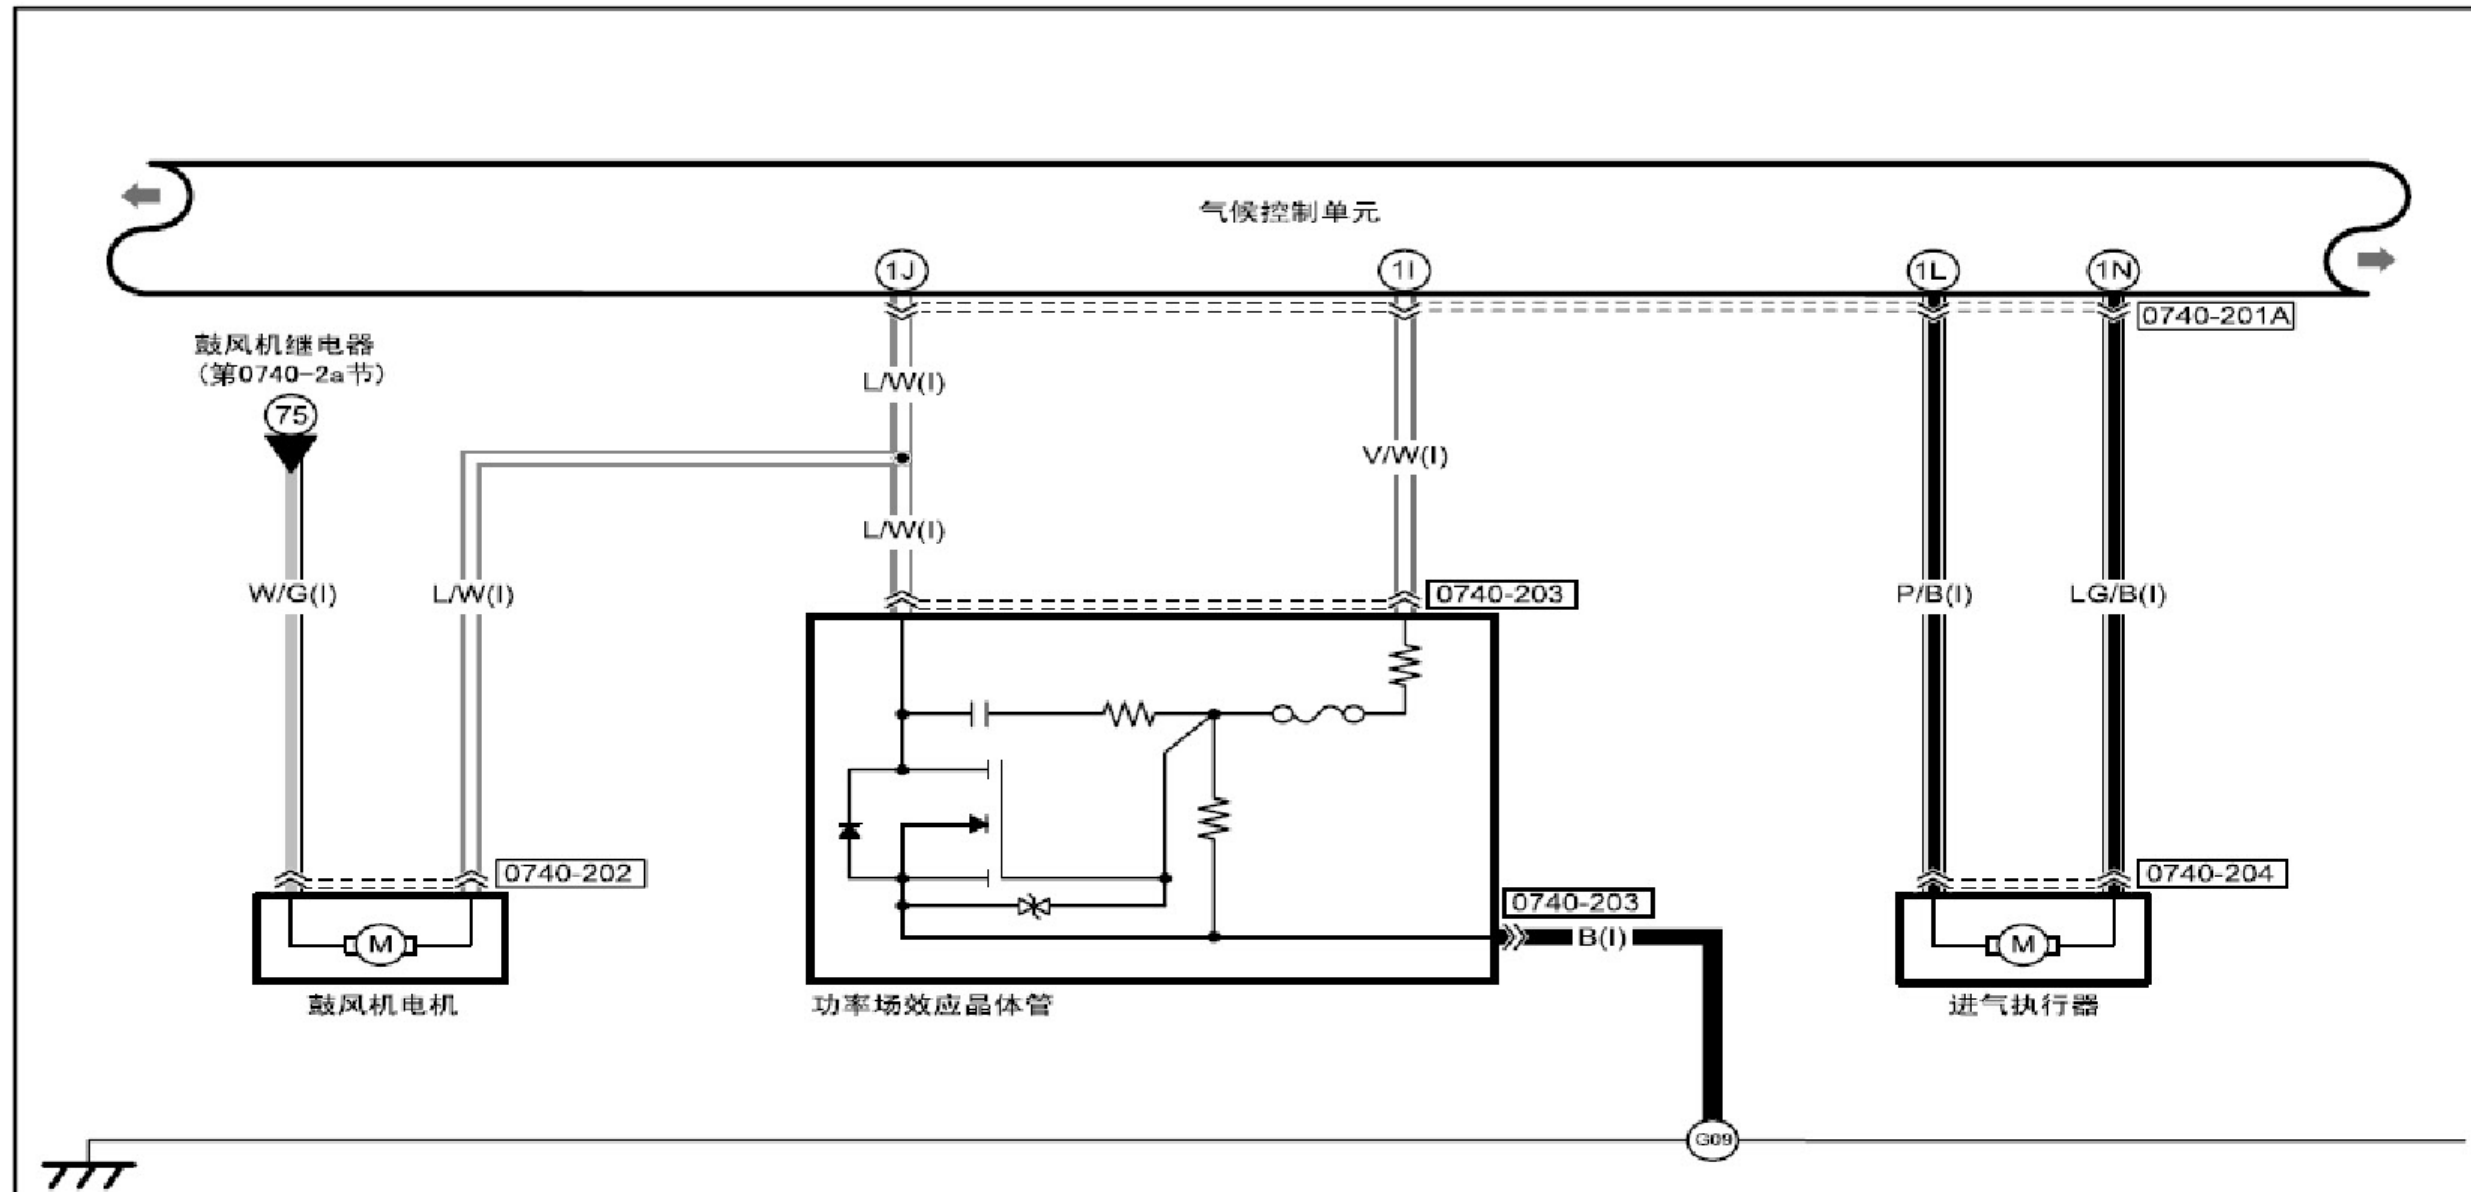 气候控制单元
1J
1I
1L
1N
0740-201A
鼓风机继电器
(第0740-2a节)
75
L/W(I)
V/W(I)
L/W(I)
W/G(I)
L/W(I)
0740-203
P/B(I)
LG/B(I)
0740-202
0740-204
0740-203
B(I)
M
M
鼓风机电机
功率场效应晶体管
进气执行器
G09